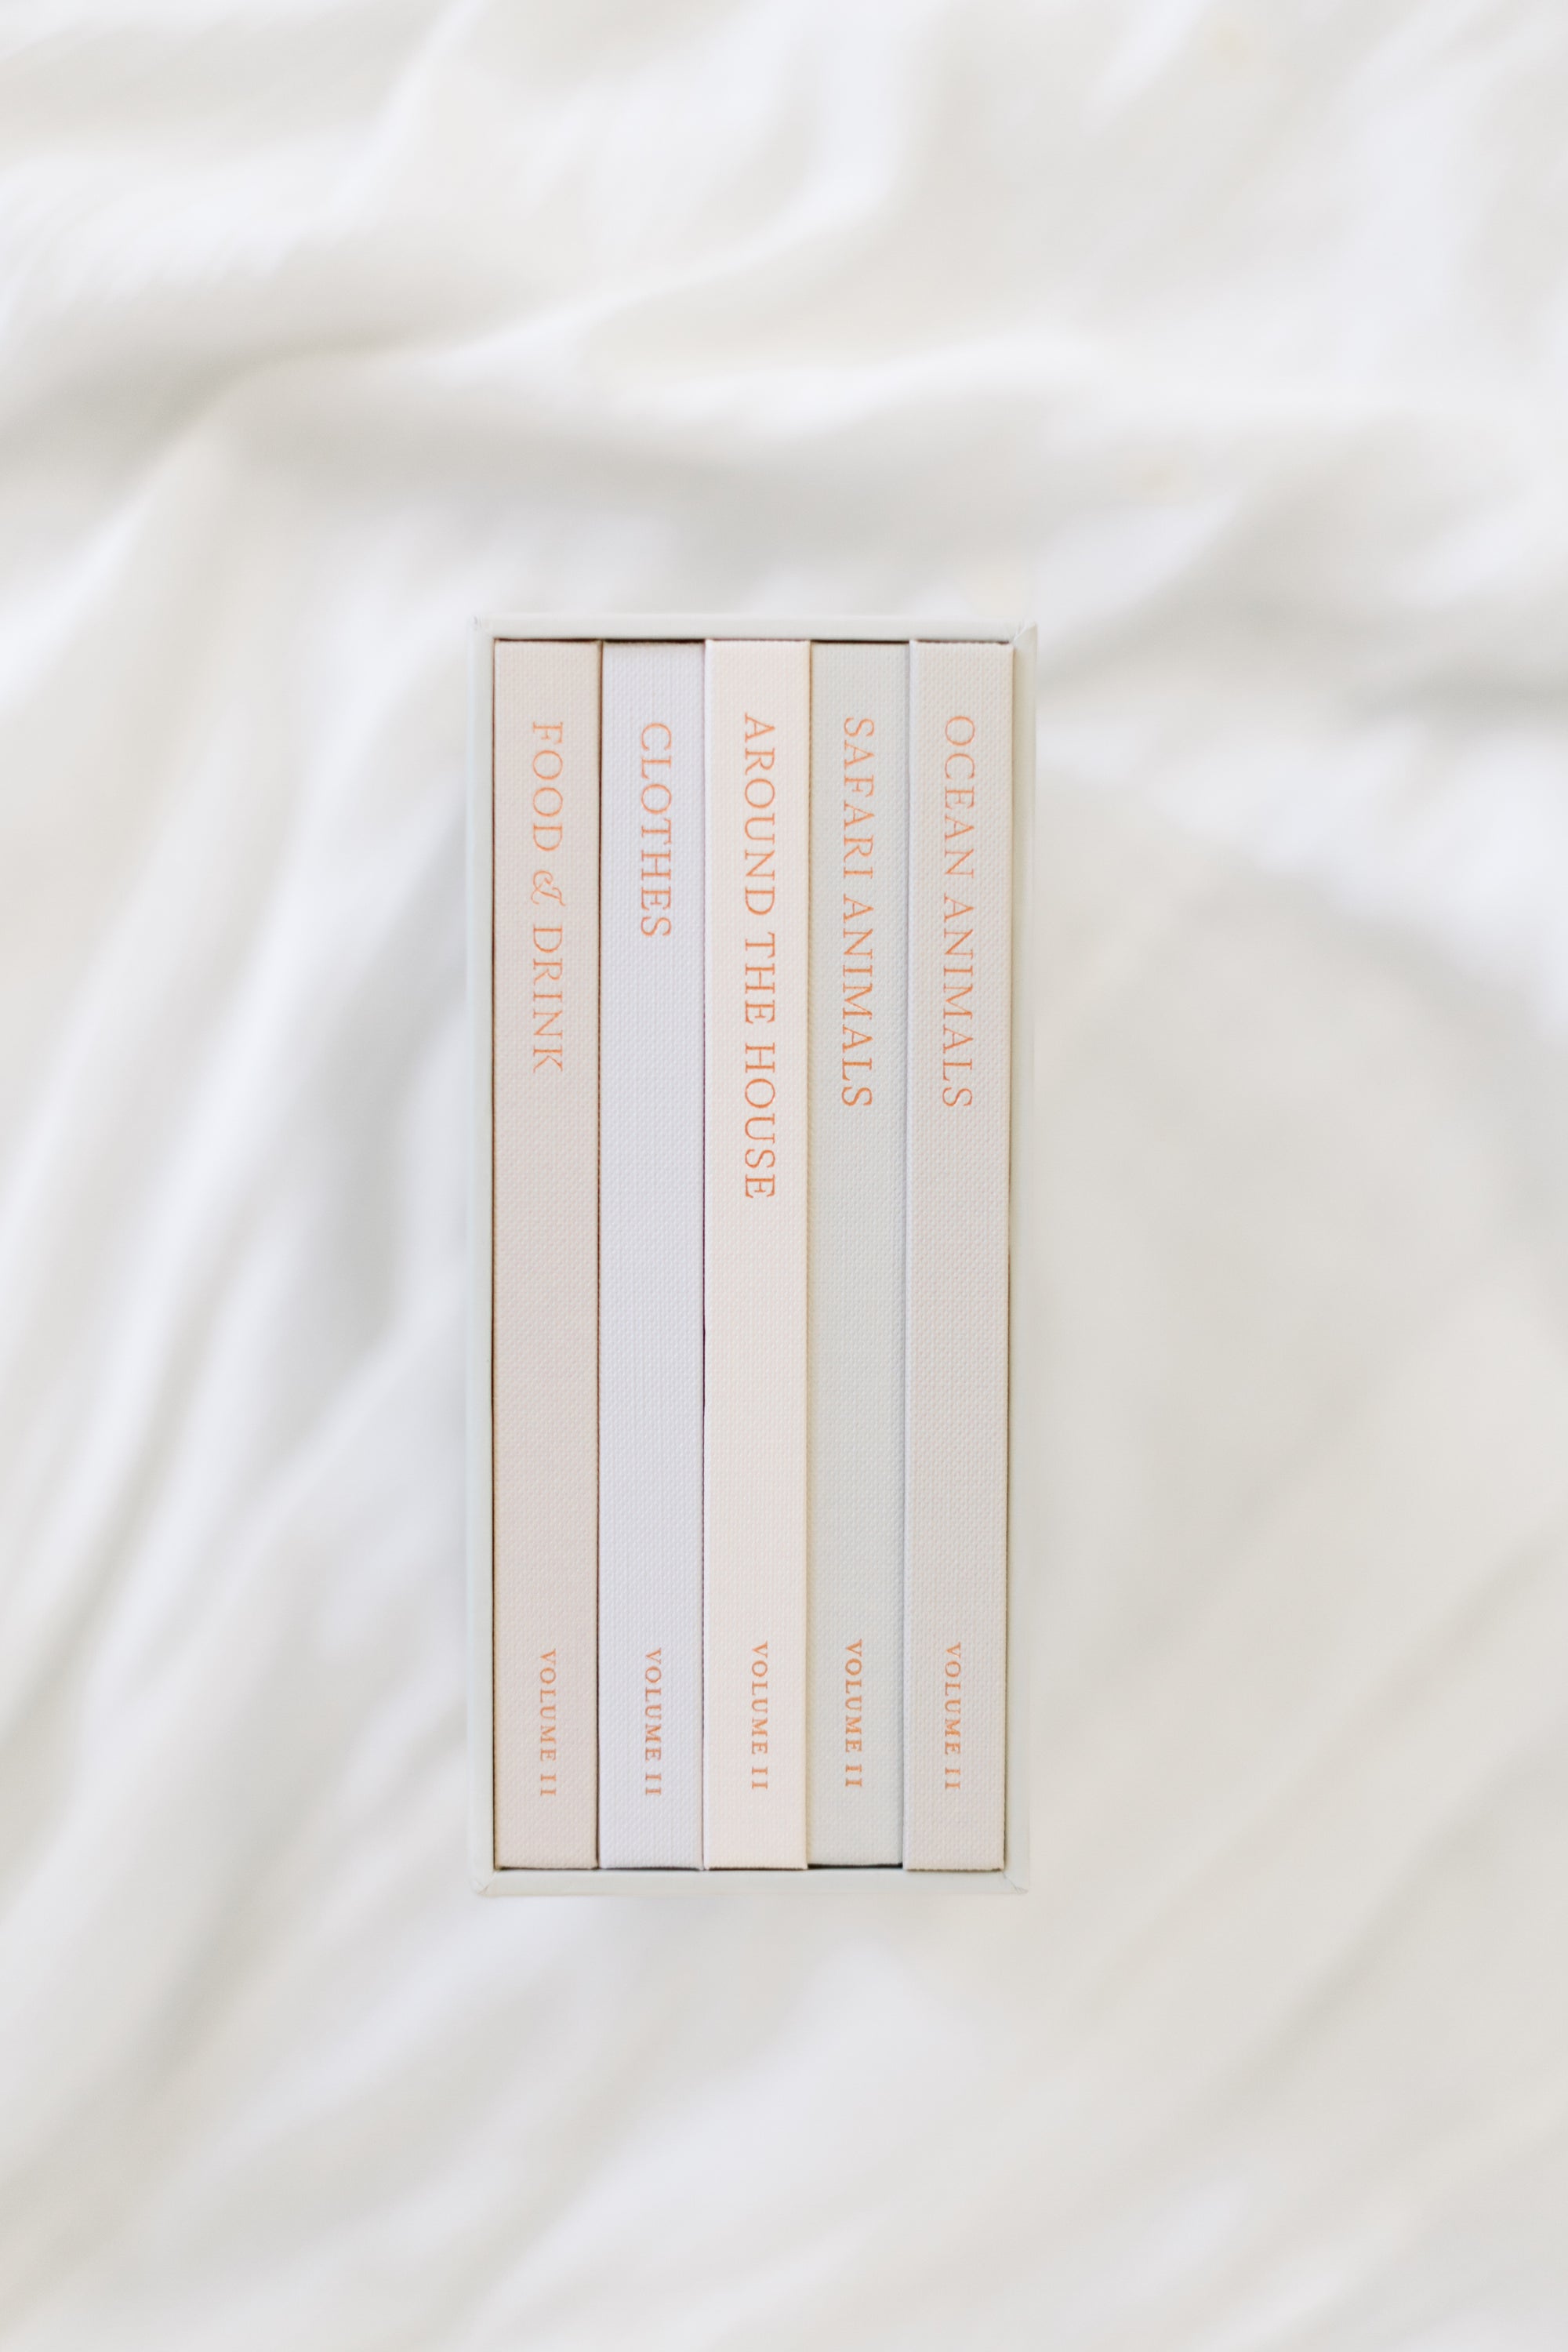 FOOD & DRINK
VOLUME II
CLOTHES
VOLUME II
AROUND THE HOUSE
VOLUME II
SAFARI ANIMALS
VOLUME II
OCEAN ANIMALS
VOLUME II